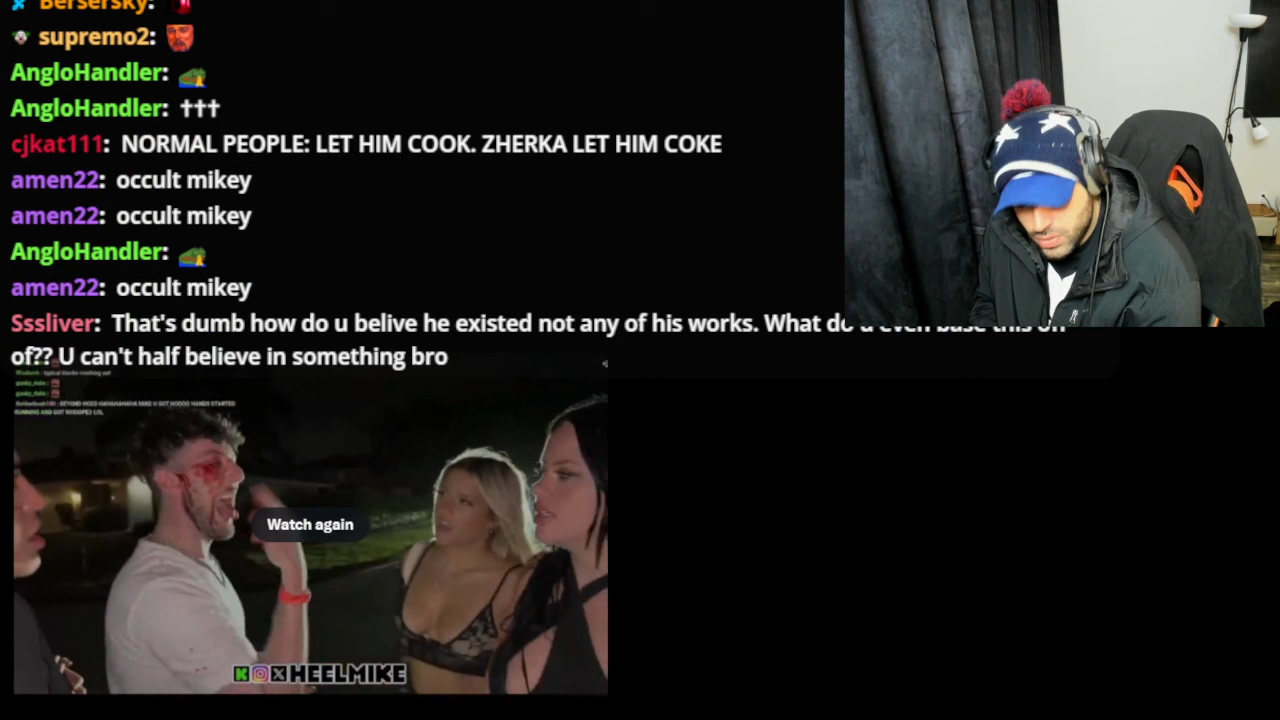 Bersersky:
supremo2:
AngloHandler:
AngloHandler: ✝✝✝
cjkat111: NORMAL PEOPLE: LET HIM COOK. ZHERKA LET HIM COKE
amen22: occult mikey
amen22: occult mikey
AngloHandler:
amen22: occult mikey
Sssliver: That's dumb how do u belive he existed not any of his works. What do u even base this on
of?? U can't half believe in something bro
Watch again
K X HEELMIKE